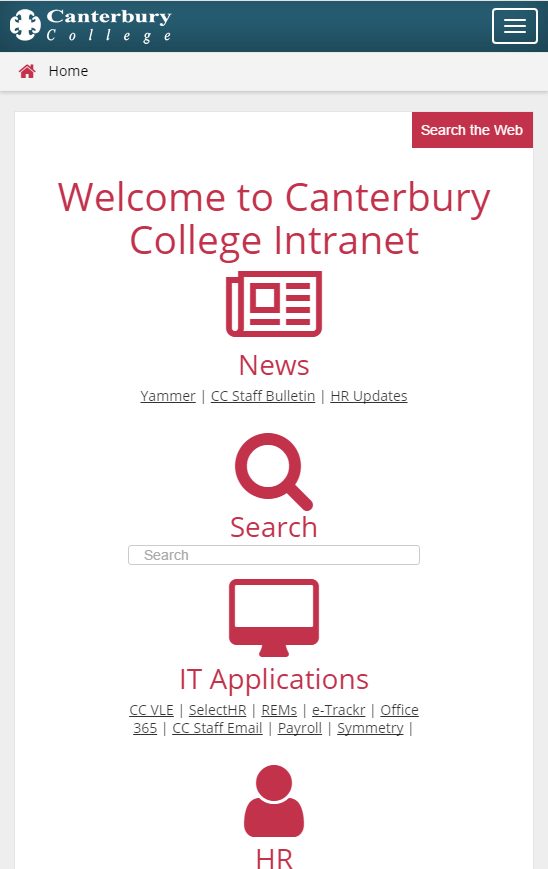 Canterbury
College
Home
Search the Web
Welcome to Canterbury
College Intranet
News
Yammer | CC Staff Bulletin | HR Updates
Search
Search
IT Applications
CC VLE | SelectHR | REMs | e-Trackr | Office
365 | CC Staff Email | Payroll | Symmetry |
HR